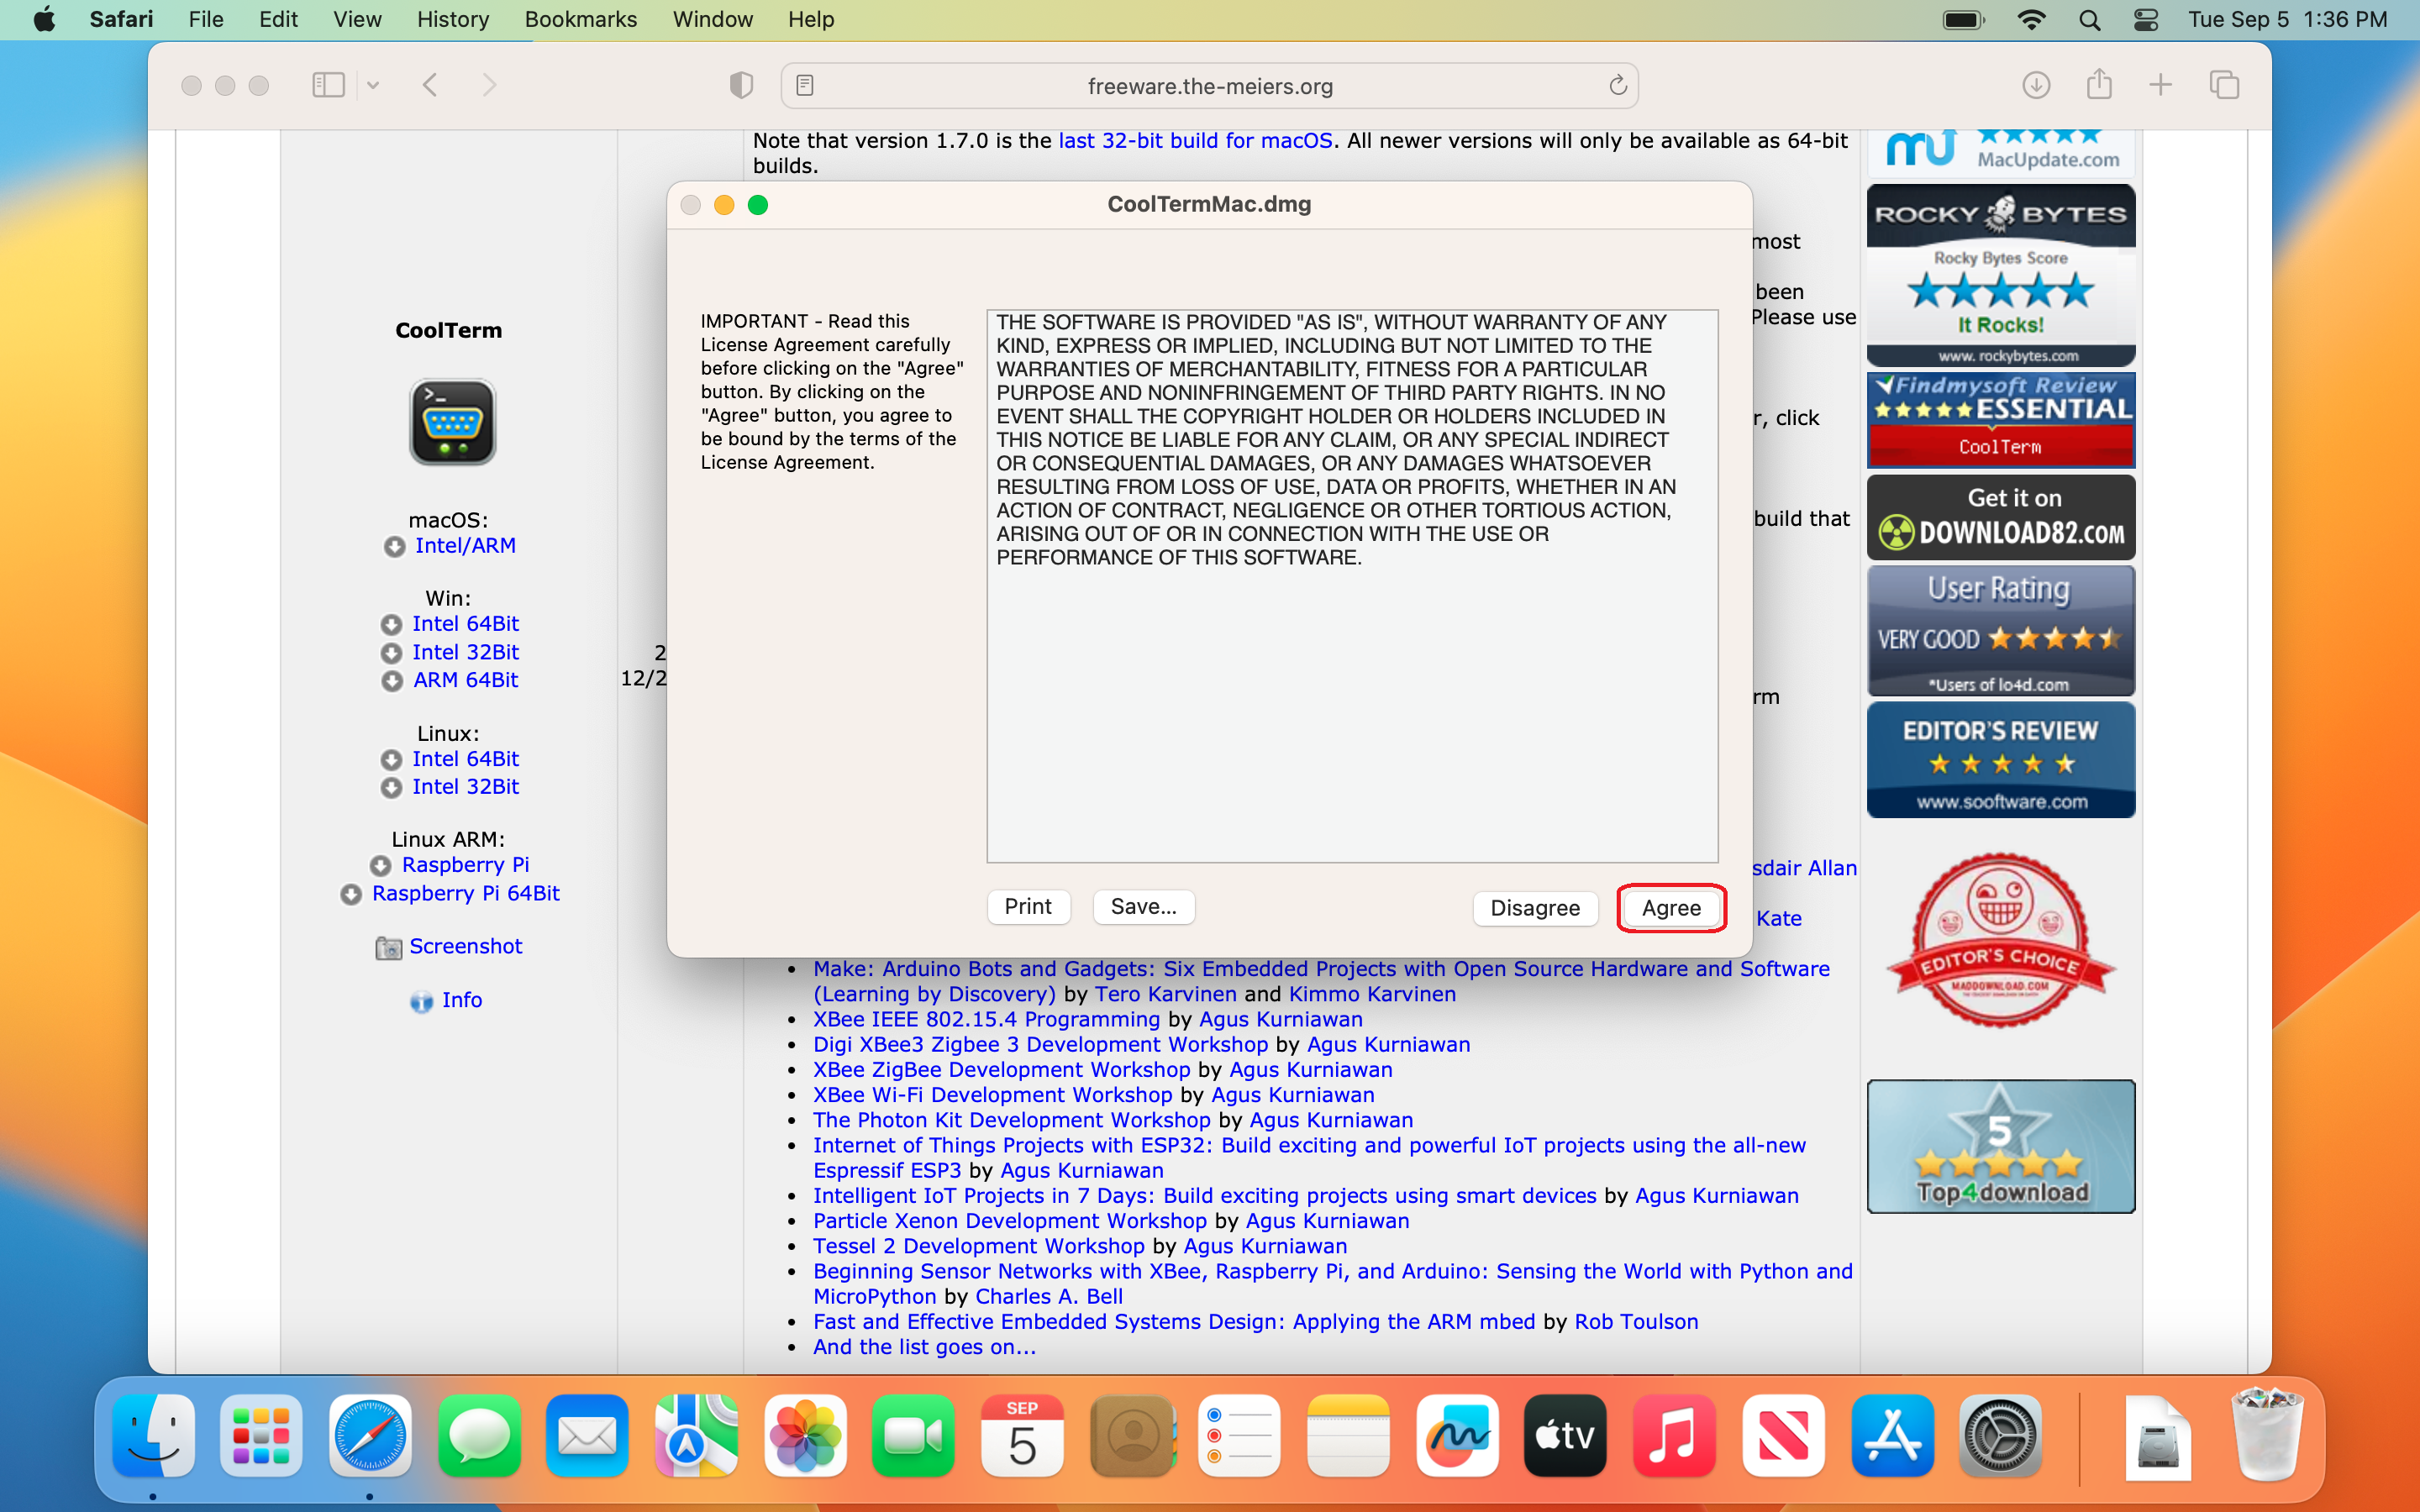 Safari File Edit View History Bookmarks Window Help
Tue Sep 5 1:36 PM
freeware.the-meiers.org
Note that version 1.7.0 is the last 32-bit build for macOS. All newer versions will only be available as 64-bit
builds.
CoolTermMac.dmg
most
been
Please use
r, click
build that
rm
sdair Allan
Kate
IMPORTANT - Read this
License Agreement carefully
before clicking on the "Agree"
button. By clicking on the
"Agree" button, you agree to
be bound by the terms of the
License Agreement.
THE SOFTWARE IS PROVIDED "AS IS", WITHOUT WARRANTY OF ANY
KIND, EXPRESS OR IMPLIED, INCLUDING BUT NOT LIMITED TO THE
WARRANTIES OF MERCHANTABILITY, FITNESS FOR A PARTICULAR
PURPOSE AND NONINFRINGEMENT OF THIRD PARTY RIGHTS. IN NO
EVENT SHALL THE COPYRIGHT HOLDER OR HOLDERS INCLUDED IN
THIS NOTICE BE LIABLE FOR ANY CLAIM, OR ANY SPECIAL INDIRECT
OR CONSEQUENTIAL DAMAGES, OR ANY DAMAGES WHATSOEVER
RESULTING FROM LOSS OF USE, DATA OR PROFITS, WHETHER IN AN
ACTION OF CONTRACT, NEGLIGENCE OR OTHER TORTIOUS ACTION,
ARISING OUT OF OR IN CONNECTION WITH THE USE OR
PERFORMANCE OF THIS SOFTWARE.
Print Save... Disagree Agree
CoolTerm
>_
macOS:
Intel/ARM
Win:
Intel 64Bit
Intel 32Bit
ARM 64Bit
2
12/2
Linux:
Intel 64Bit
Intel 32Bit
Linux ARM:
Raspberry Pi
Raspberry Pi 64Bit
Screenshot
Info
• Make: Arduino Bots and Gadgets: Six Embedded Projects with Open Source Hardware and Software
(Learning by Discovery) by Tero Karvinen and Kimmo Karvinen
• XBee IEEE 802.15.4 Programming by Agus Kurniawan
• Digi XBee3 Zigbee 3 Development Workshop by Agus Kurniawan
• XBee ZigBee Development Workshop by Agus Kurniawan
• XBee Wi-Fi Development Workshop by Agus Kurniawan
• The Photon Kit Development Workshop by Agus Kurniawan
• Internet of Things Projects with ESP32: Build exciting and powerful IoT projects using the all-new
Espressif ESP3 by Agus Kurniawan
• Intelligent IoT Projects in 7 Days: Build exciting projects using smart devices by Agus Kurniawan
• Particle Xenon Development Workshop by Agus Kurniawan
• Tessel 2 Development Workshop by Agus Kurniawan
• Beginning Sensor Networks with XBee, Raspberry Pi, and Arduino: Sensing the World with Python and
MicroPython by Charles A. Bell
• Fast and Effective Embedded Systems Design: Applying the ARM mbed by Rob Toulson
• And the list goes on...
MU
MacUpdate.com
ROCKY BYTES
Rocky Bytes Score
It Rocks!
www. rockybytes.com
Findmysoft Review
ESSENTIAL
CoolTerm
Get it on
DOWNLOAD82.COM
User Rating
VERY GOOD
*Users of lo4d.com
EDITOR'S REVIEW
www.sooftware.com
EDITOR'S CHOICE
MADDOWNLOAD.COM
5
Top4download
SEP
5
tv